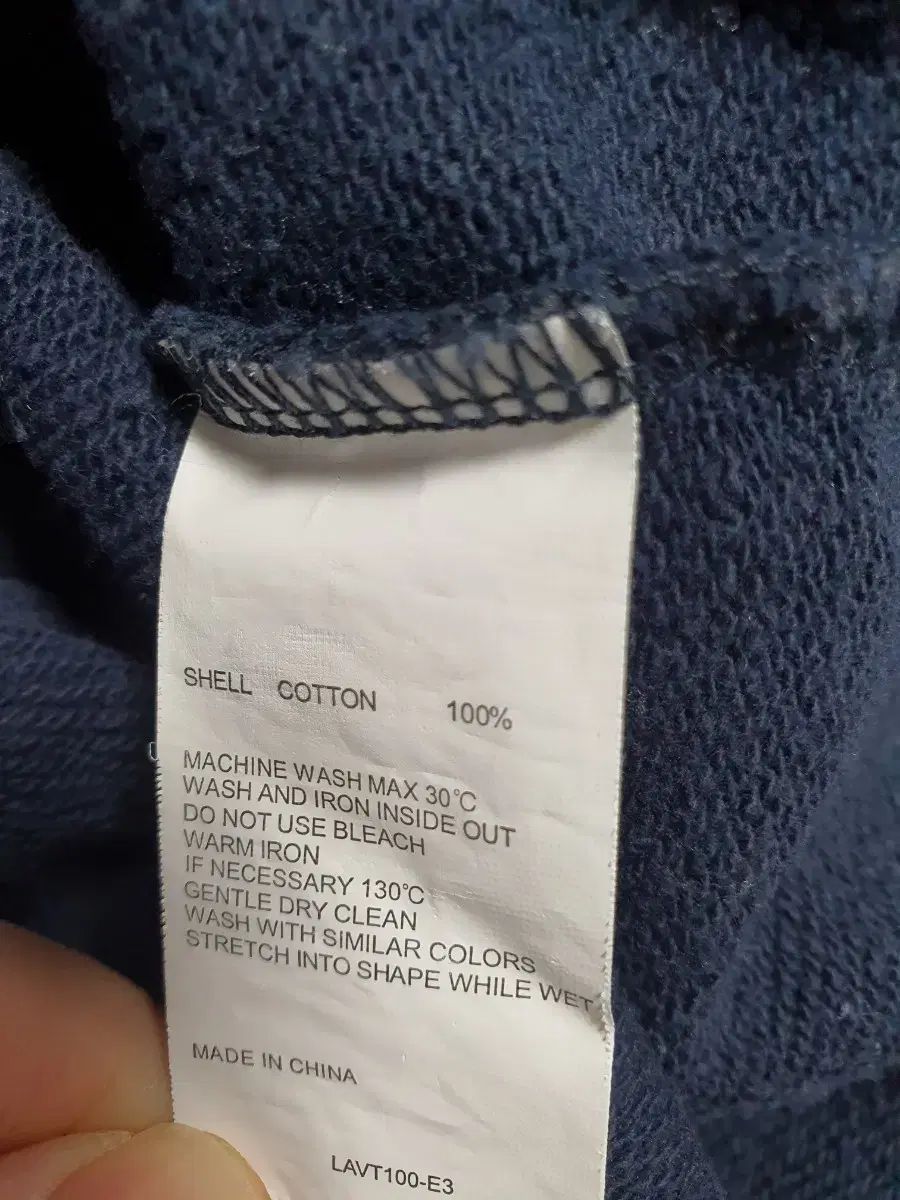 SHELL COTTON 100%
MACHINE WASH MAX 30℃
WASH AND IRON INSIDE OUT
DO NOT USE BLEACH
WARM IRON
IF NECESSARY 130℃
GENTLE DRY CLEAN
WASH WITH SIMILAR COLORS
STRETCH INTO SHAPE WHILE WET
MADE IN CHINA
LAVT100-E3